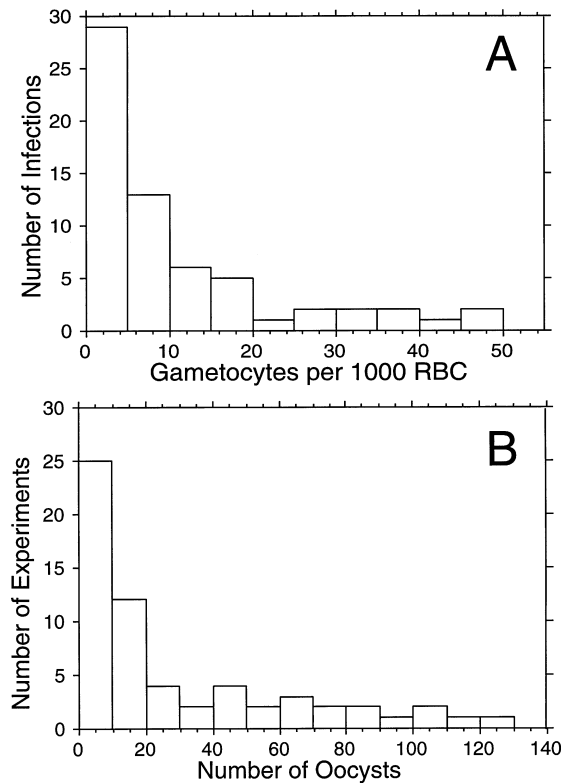 30
25
20
15
10
5
0
Number of Infections
A
0 10 20 30 40 50
Gametocytes per 1000 RBC
30
25
20
15
10
5
0
Number of Experiments
B
0 20 40 60 80 100 120 140
Number of Oocysts